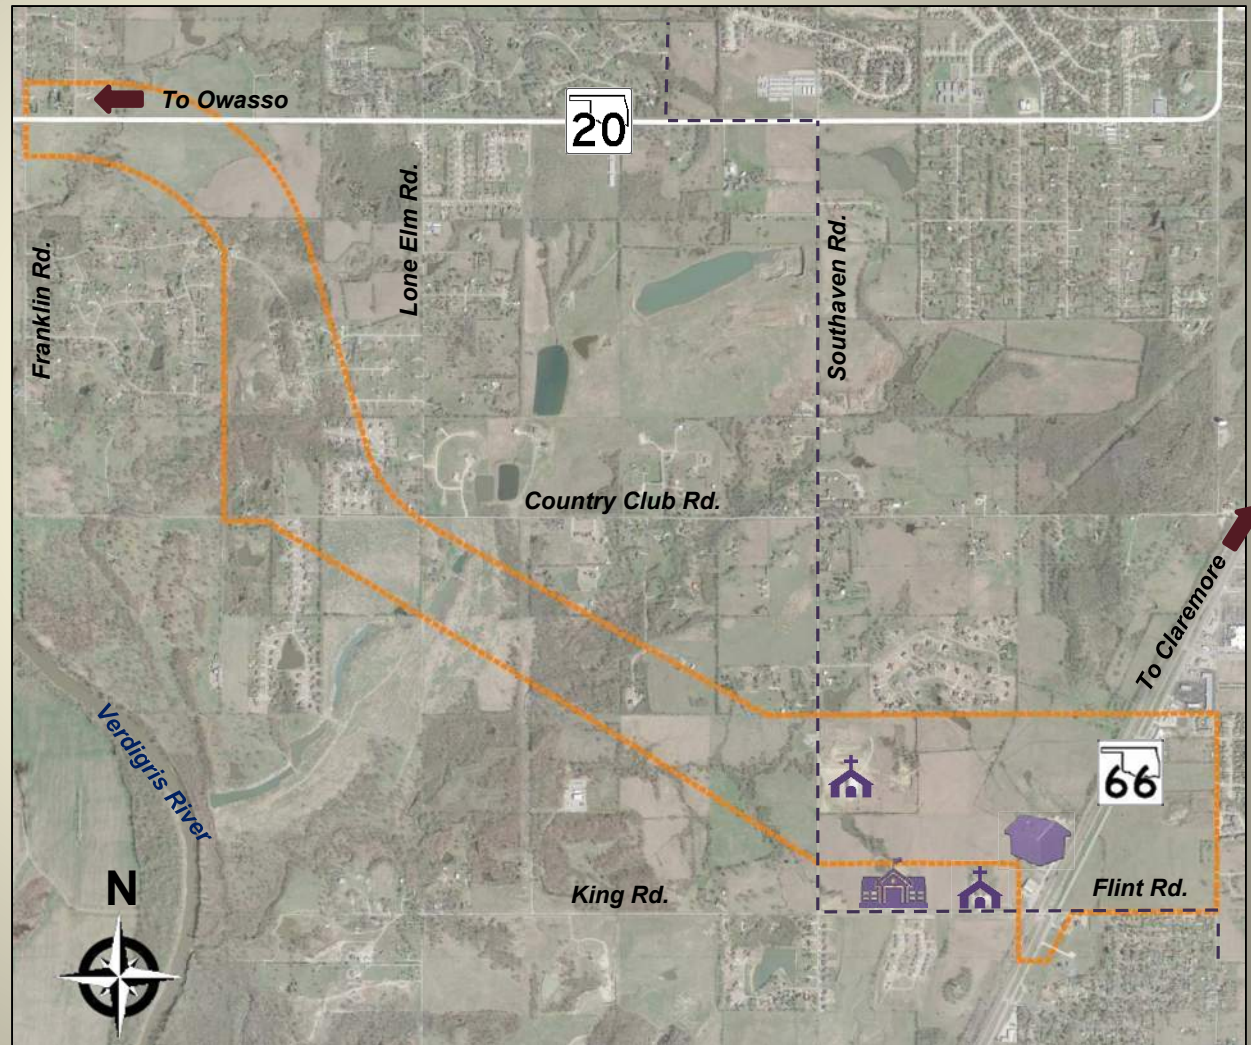 To Owasso
20
Franklin Rd.
Lone Elm Rd.
Southaven Rd.
Country Club Rd.
To Claremore
Verdigris River
66
King Rd.
Flint Rd.
N